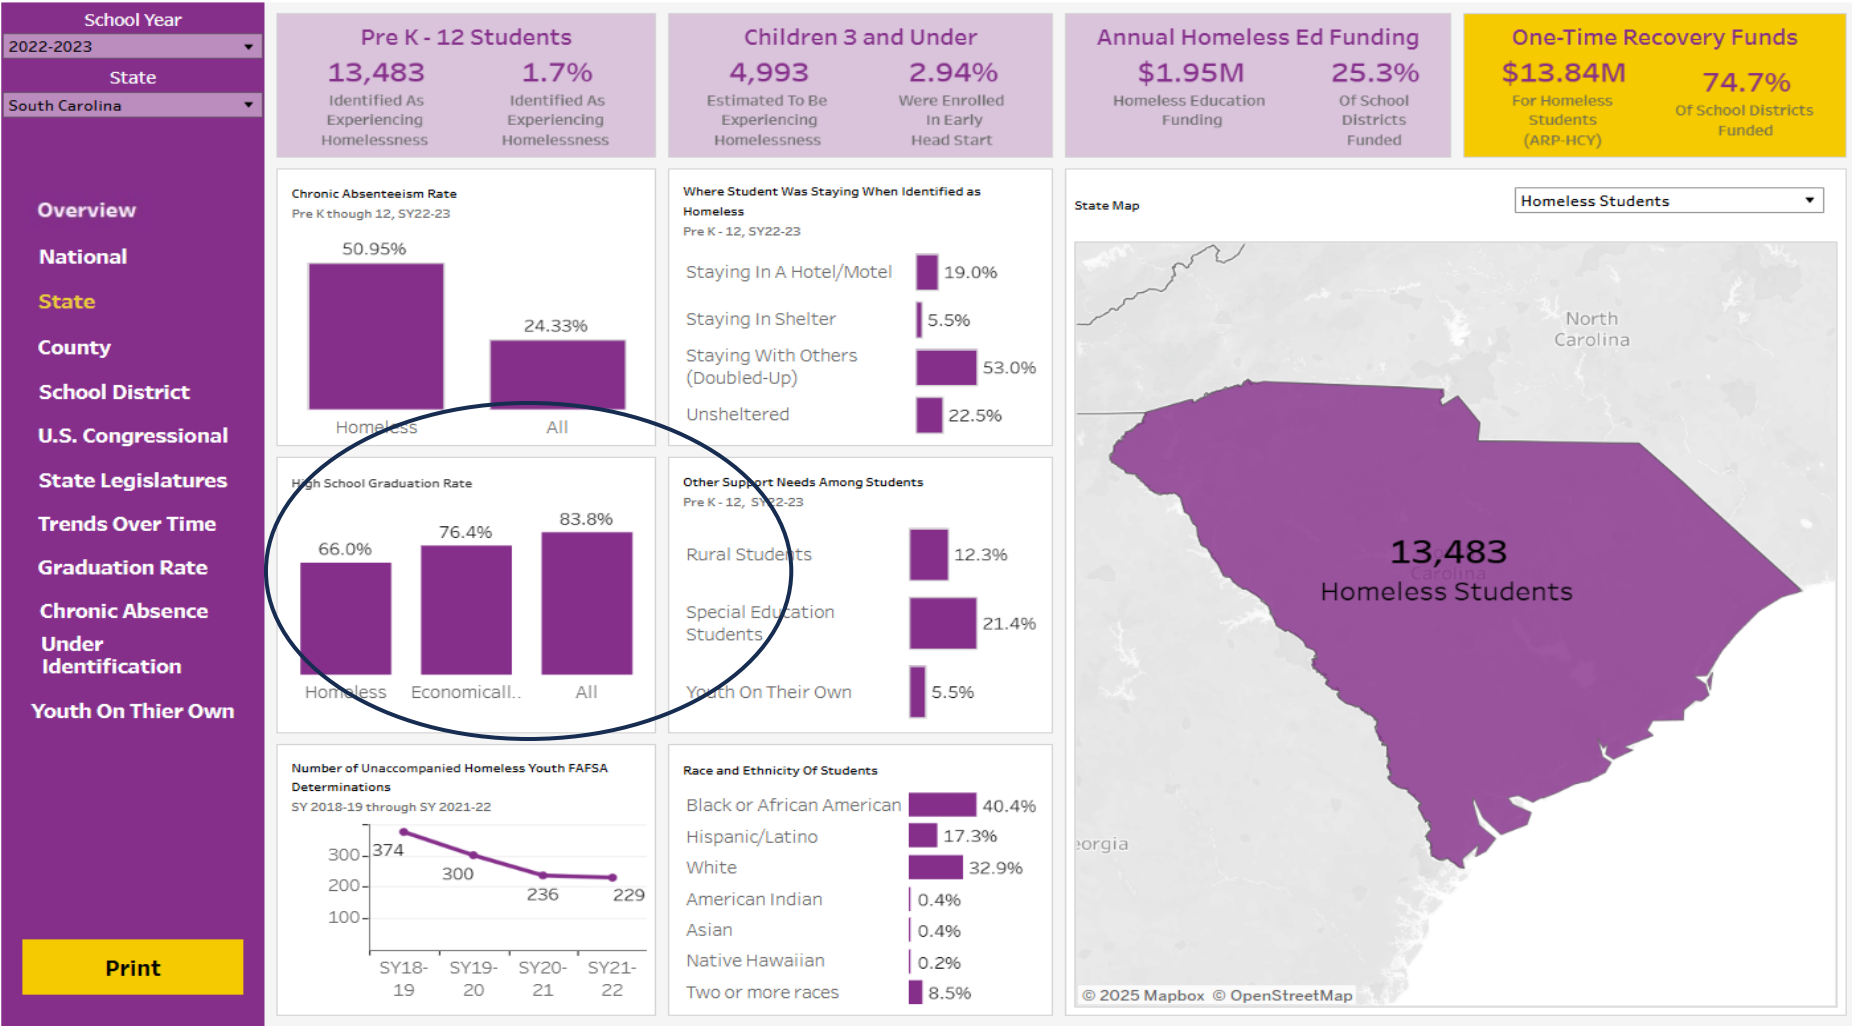 School Year
2022-2023
State
South Carolina
Overview
National
State
County
School District
U.S. Congressional
State Legislatures
Trends Over Time
Graduation Rate
Chronic Absence
Under
Identification
Youth On Thier Own
Print
Pre K - 12 Students
13,483
Identified As
Experiencing
Homelessness
1.7%
Identified As
Experiencing
Homelessness
Children 3 and Under
4,993
Estimated To Be
Experiencing
Homelessness
2.94%
Were Enrolled
In Early
Head Start
Annual Homeless Ed Funding
$1.95M
Homeless Education
Funding
25.3%
Of School
Districts
Funded
One-Time Recovery Funds
$13.84M
For Homeless
Students
(ARP-HCY)
74.7%
Of School Districts
Funded
Chronic Absenteeism Rate
Pre K though 12, SY22-23
50.95%
24.33%
Homeless
All
Where Student Was Staying When Identified as
Homeless
Pre K - 12, SY22-23
Staying In A Hotel/Motel 19.0%
Staying In Shelter 5.5%
Staying With Others
(Doubled-Up) 53.0%
Unsheltered 22.5%
High School Graduation Rate
66.0%
76.4%
83.8%
Homeless
Economicall..
All
Other Support Needs Among Students
Pre K - 12, SY22-23
Rural Students 12.3%
Special Education
Students 21.4%
Youth On Their Own 5.5%
Number of Unaccompanied Homeless Youth FAFSA
Determinations
SY 2018-19 through SY 2021-22
300
200
100
374
300
236
229
SY18-
19
SY19-
20
SY20-
21
SY21-
22
Race and Ethnicity Of Students
Black or African American 40.4%
Hispanic/Latino 17.3%
White 32.9%
American Indian 0.4%
Asian 0.4%
Native Hawaiian 0.2%
Two or more races 8.5%
State Map
Homeless Students
North
Carolina
13,483
Carolina
Homeless Students
eorgia
© 2025 Mapbox © OpenStreetMap